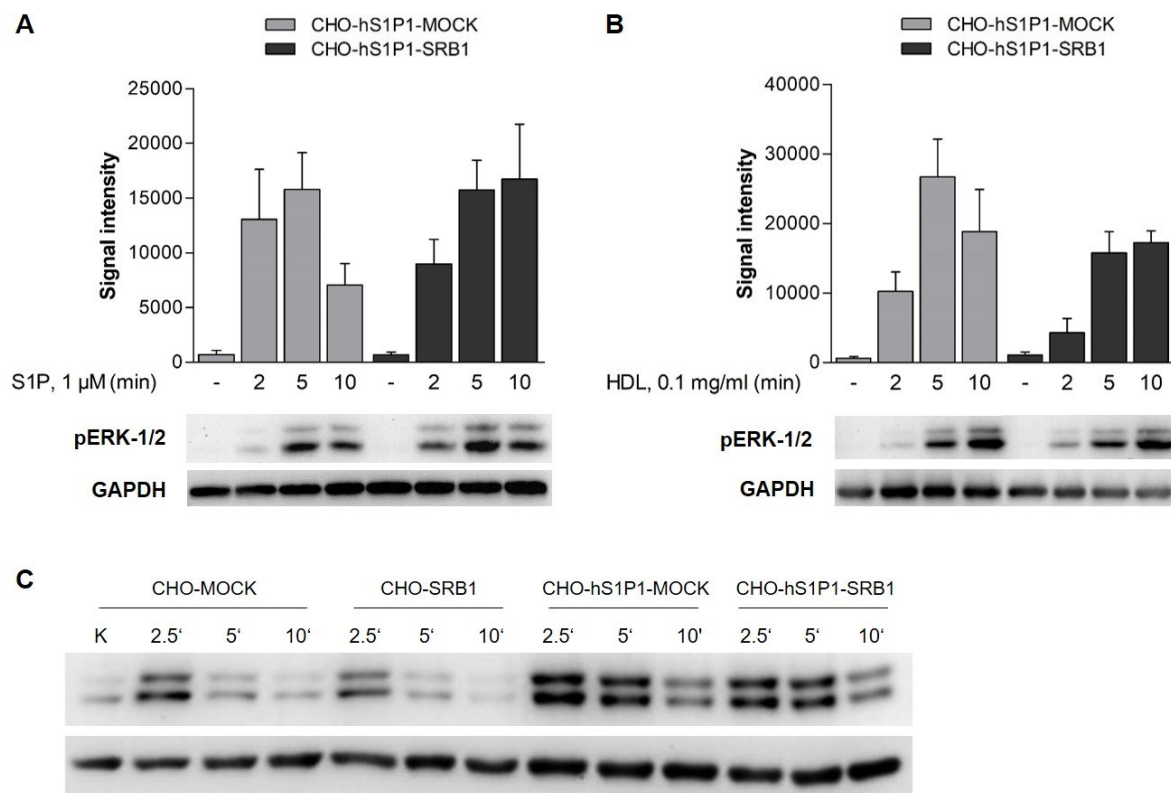 A
CHO-hS1P1-MOCK
CHO-hS1P1-SRB1
Signal intensity
25000
20000
15000
10000
5000
0
S1P, 1 µM (min)
- 2 5 10 - 2 5 10
pERK-1/2
GAPDH
B
CHO-hS1P1-MOCK
CHO-hS1P1-SRB1
Signal intensity
40000
30000
20000
10000
0
HDL, 0.1 mg/ml (min)
- 2 5 10 - 2 5 10
pERK-1/2
GAPDH
C
CHO-MOCK CHO-SRB1 CHO-hS1P1-MOCK CHO-hS1P1-SRB1
K 2.5‘ 5‘ 10‘ 2.5‘ 5‘ 10‘ 2.5‘ 5‘ 10' 2.5‘ 5‘ 10‘